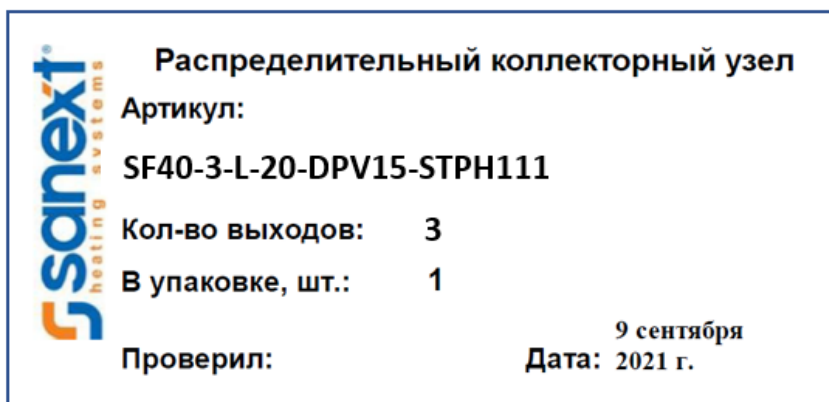 sanext®
heating systems
Распределительный коллекторный узел
Артикул:
SF40-3-L-20-DPV15-STPH111
Кол-во выходов: 3
В упаковке, шт.: 1
Проверил:
Дата: 9 сентября
2021 г.